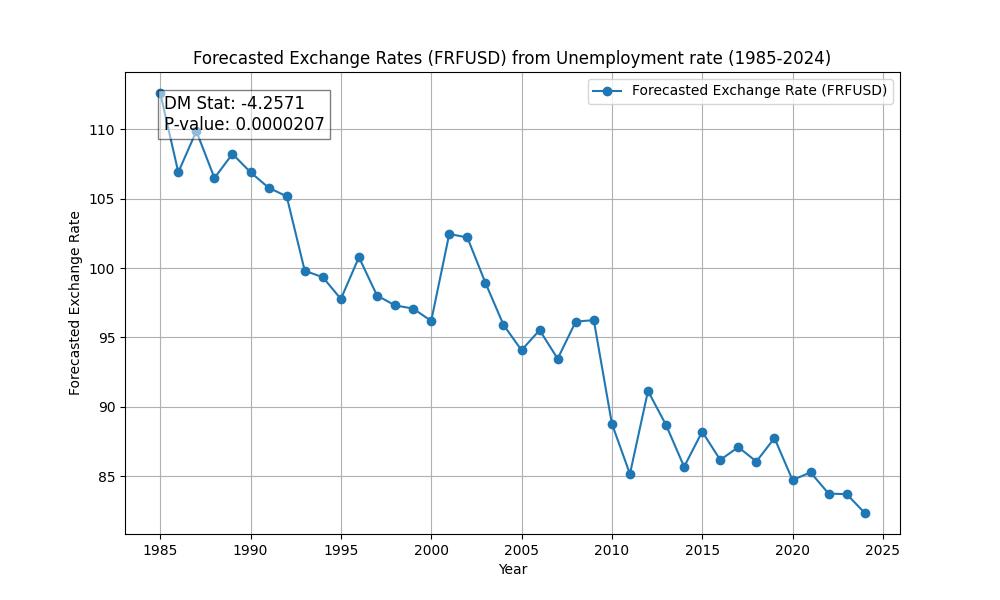 Forecasted Exchange Rates (FRFUSD) from Unemployment rate (1985-2024)
DM Stat: -4.2571
P-value: 0.0000207
Forecasted Exchange Rate (FRFUSD)
Forecasted Exchange Rate
110
105
100
95
90
85
1985 1990 1995 2000 2005 2010 2015 2020 2025
Year